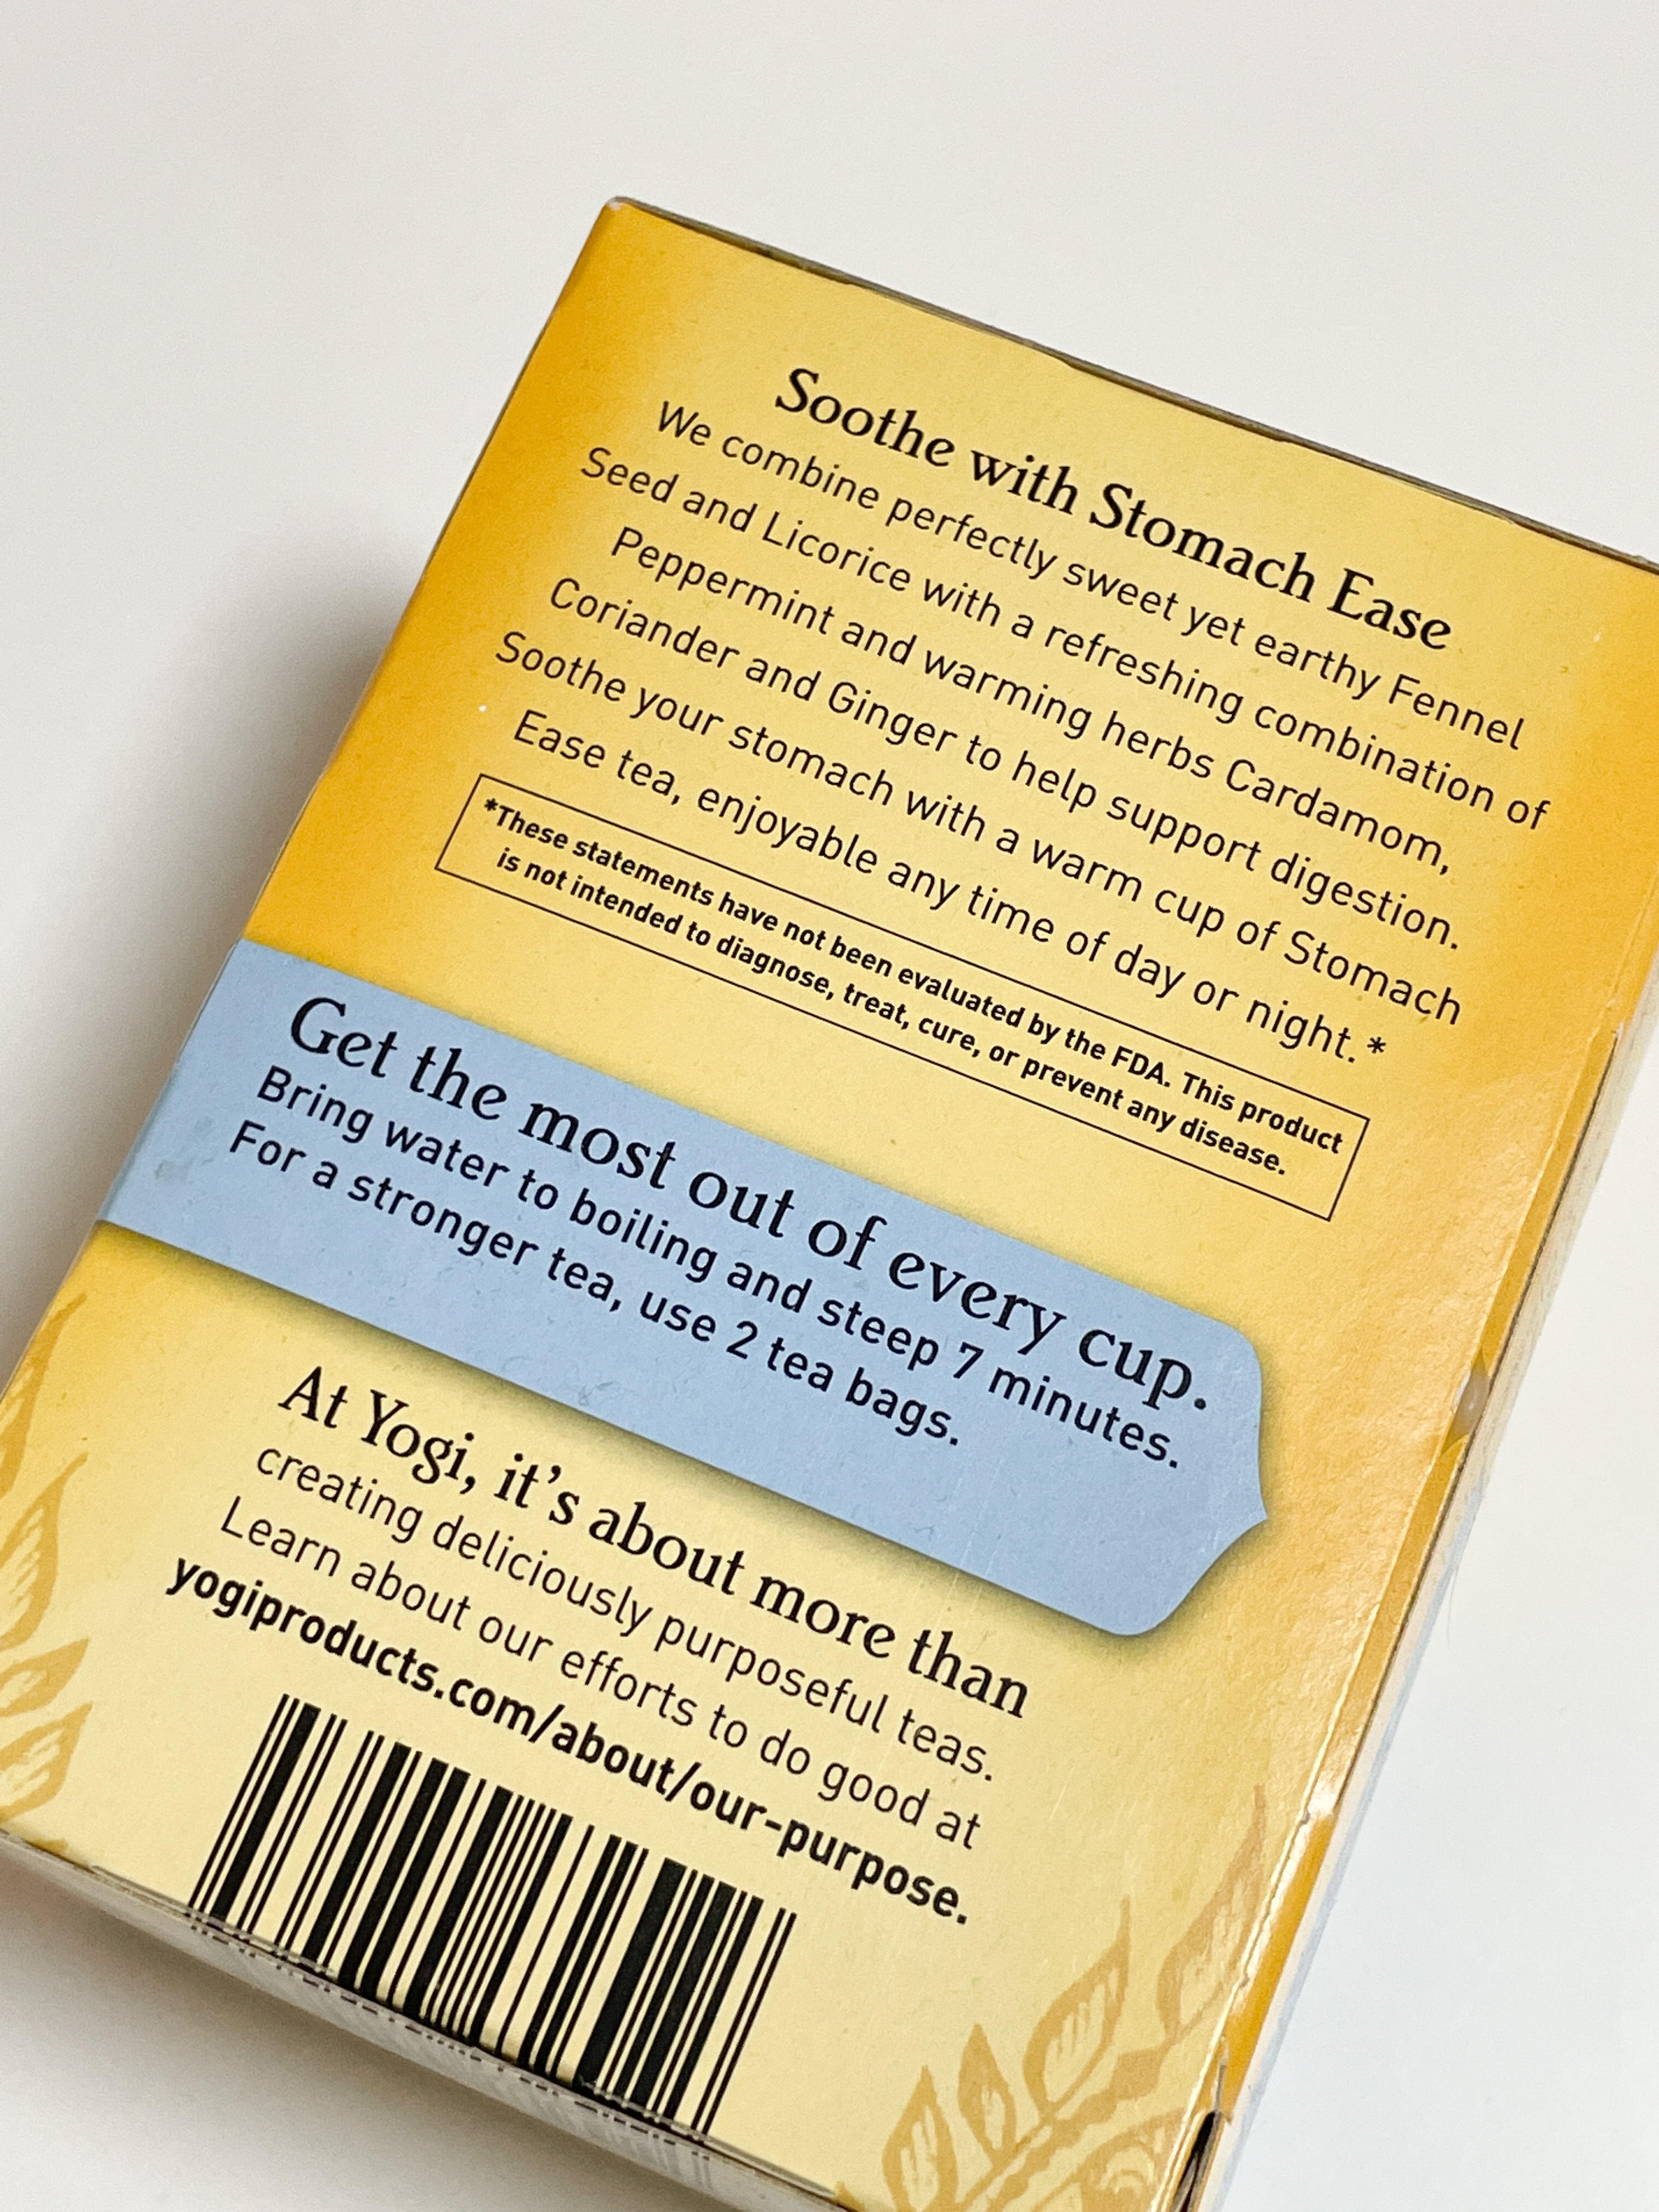 Soothe with Stomach Ease
We combine perfectly sweet yet earthy Fennel
Seed and Licorice with a refreshing combination of
Peppermint and warming herbs Cardamom,
Coriander and Ginger to help support digestion.
Soothe your stomach with a warm cup of Stomach
Ease tea, enjoyable any time of day or night.*
*These statements have not been evaluated by the FDA. This product
is not intended to diagnose, treat, cure, or prevent any disease.
Get the most out of every cup.
Bring water to boiling and steep 7 minutes.
For a stronger tea, use 2 tea bags.
At Yogi, it's about more than
creating deliciously purposeful teas.
Learn about our efforts to do good at
yogiproducts.com/about/our-purpose.